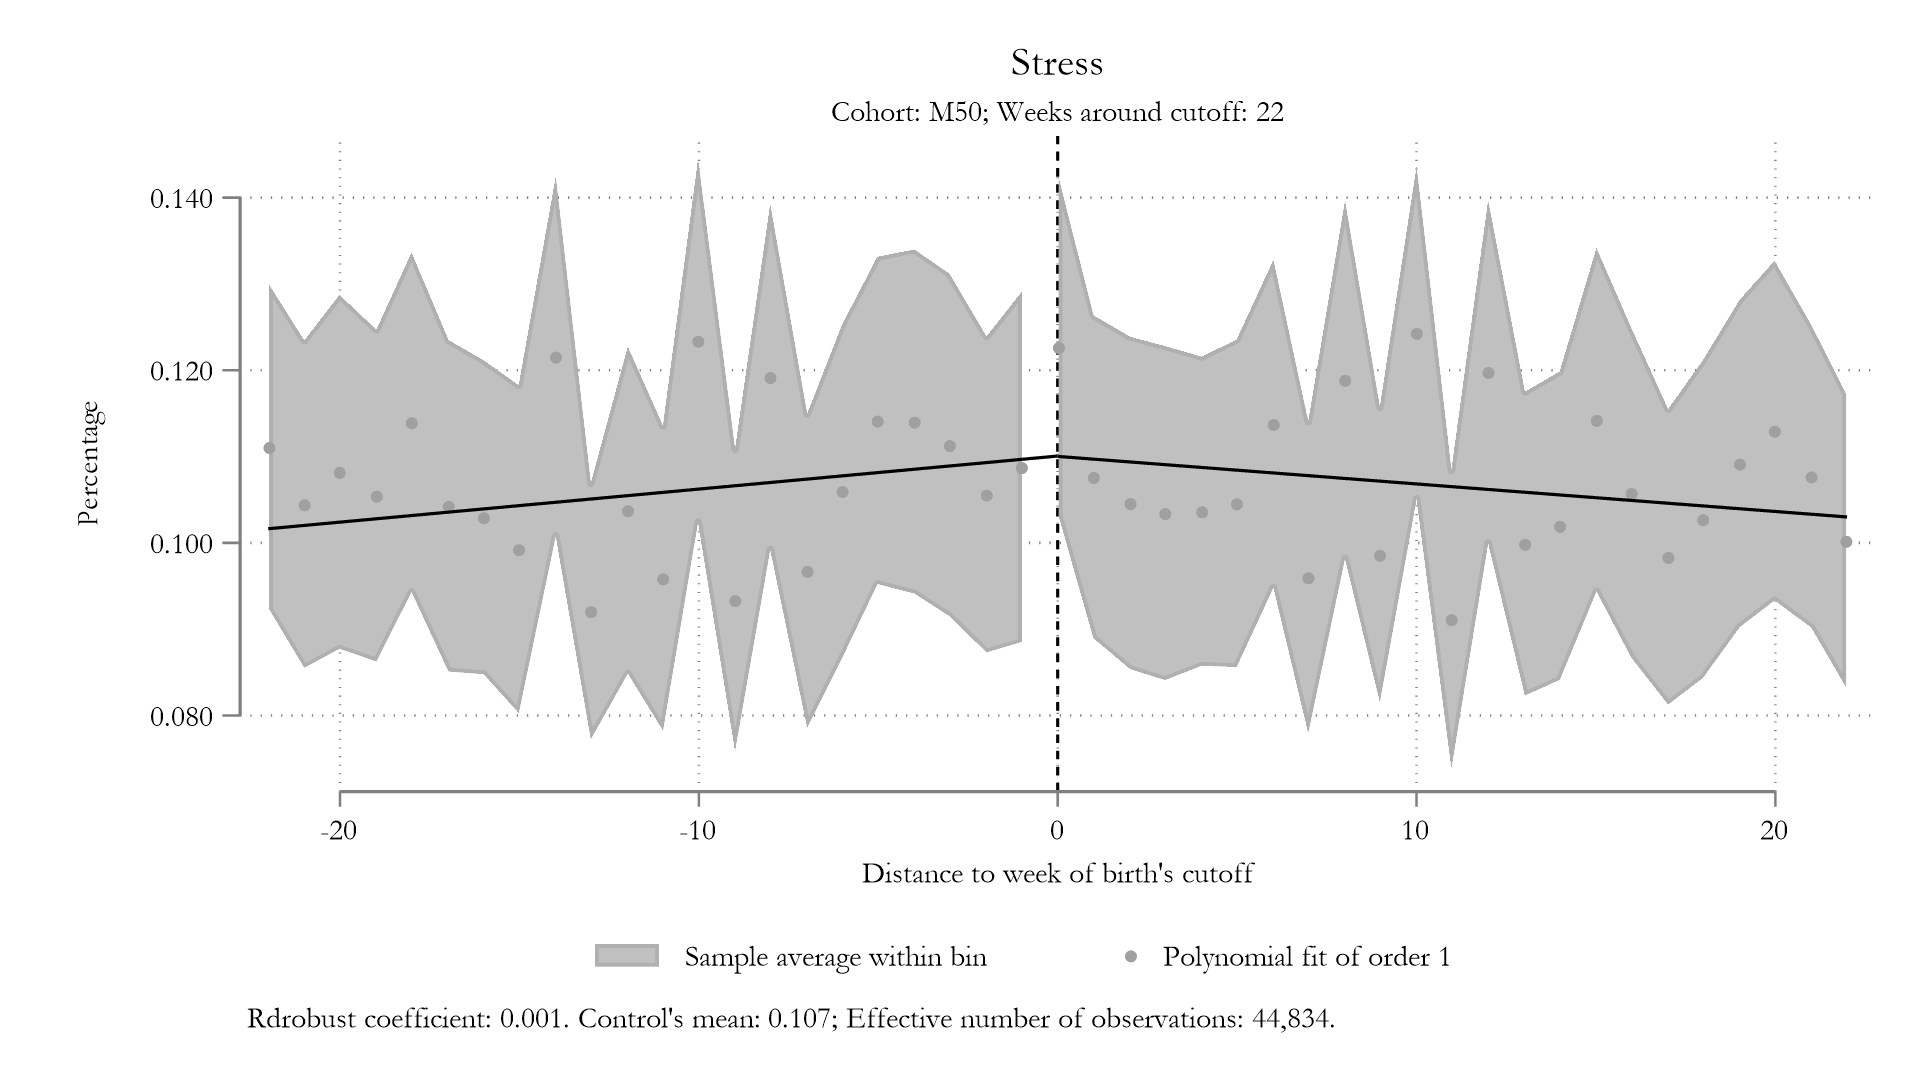 Stress
Cohort: M50; Weeks around cutoff: 22
0.140
0.120
0.100
0.080
Percentage
-20 -10 0 10 20
Distance to week of birth's cutoff
Sample average within bin Polynomial fit of order 1
Rdrobust coefficient: 0.001. Control's mean: 0.107; Effective number of observations: 44,834.